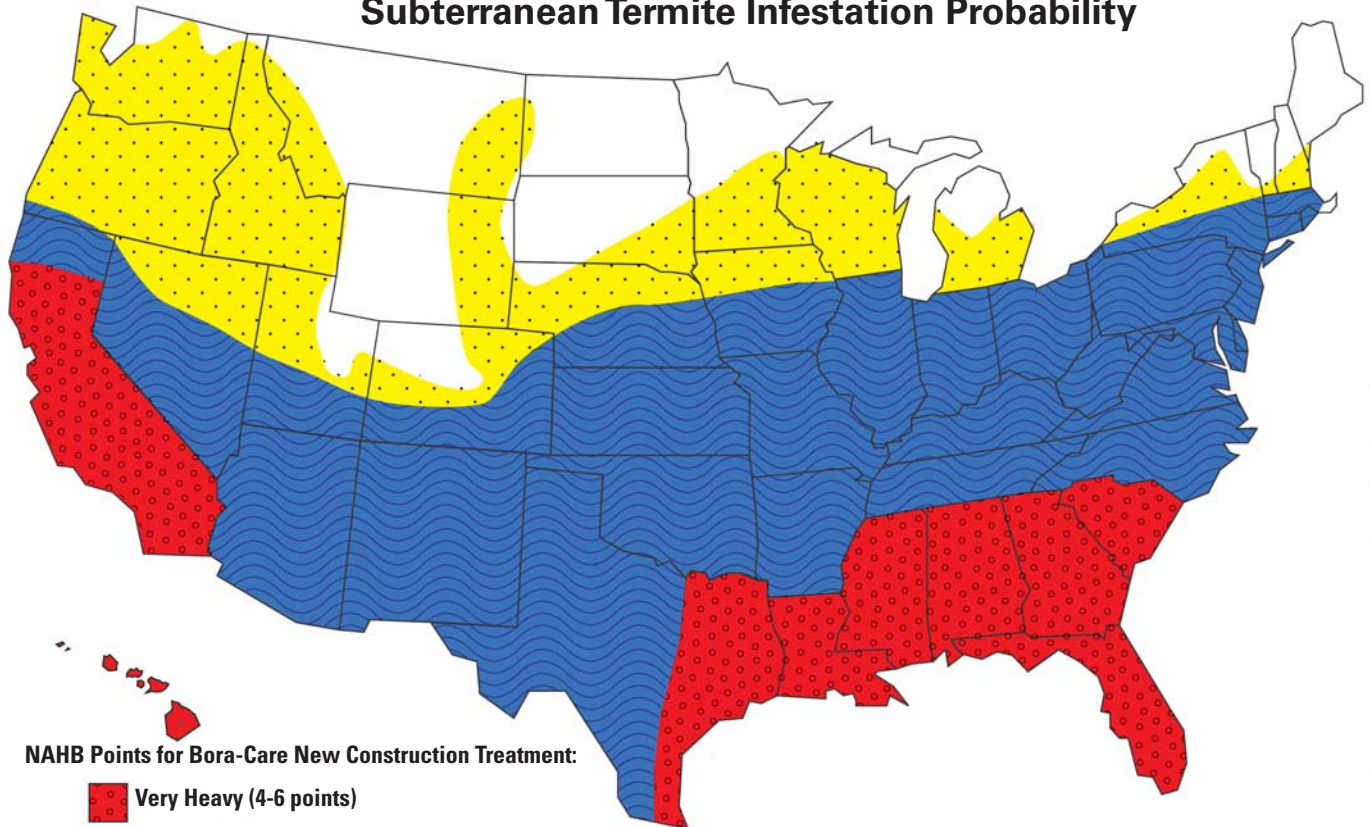 Subterranean Termite Infestation Probability
NAHB Points for Bora-Care New Construction Treatment:
Very Heavy (4-6 points)